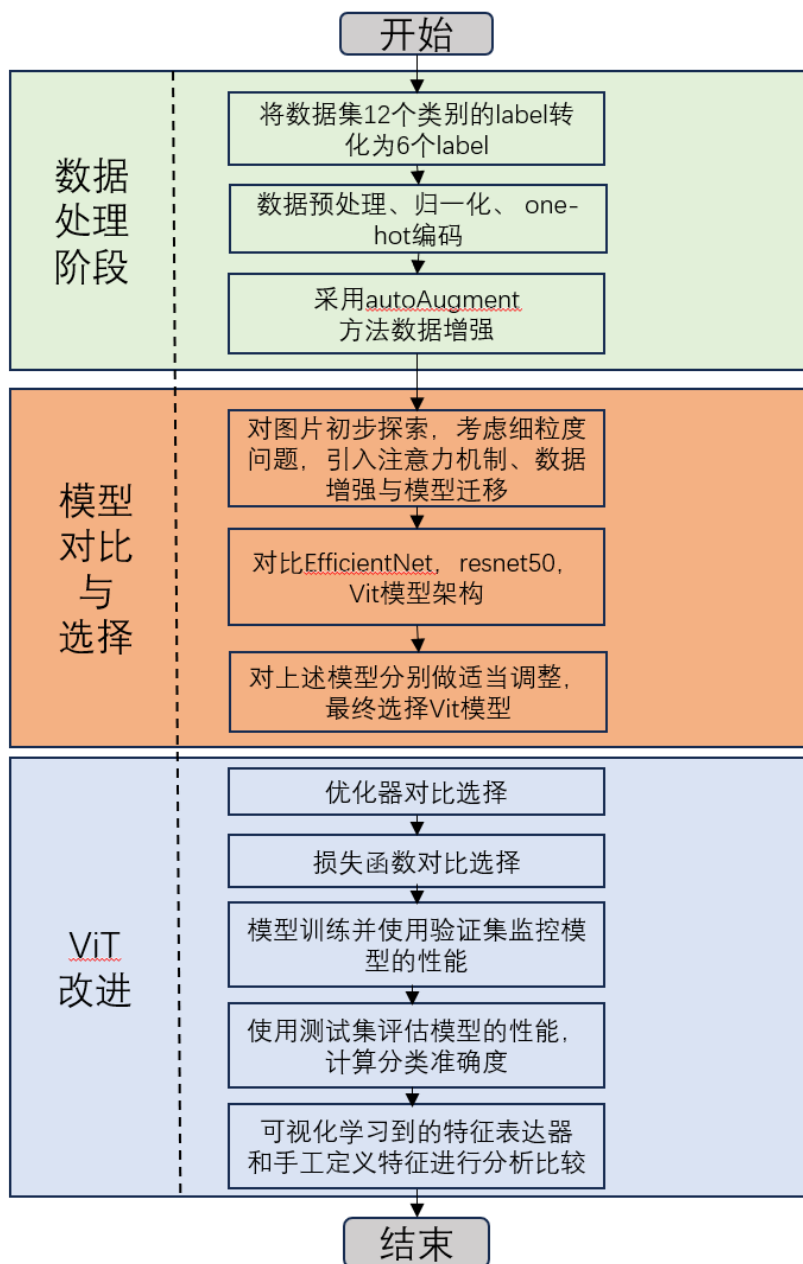 开始
数据
处理
阶段
将数据集12个类别的label转
化为6个label
数据预处理、归一化、 one-
hot编码
采用autoAugment
方法数据增强
模型
对比
与
选择
对图片初步探索，考虑细粒度
问题，引入注意力机制、数据
增强与模型迁移
对比EfficientNet，resnet50，
Vit模型架构
对上述模型分别做适当调整，
最终选择Vit模型
ViT
改进
优化器对比选择
损失函数对比选择
模型训练并使用验证集监控模
型的性能
使用测试集评估模型的性能，
计算分类准确度
可视化学习到的特征表达器
和手工定义特征进行分析比较
结束